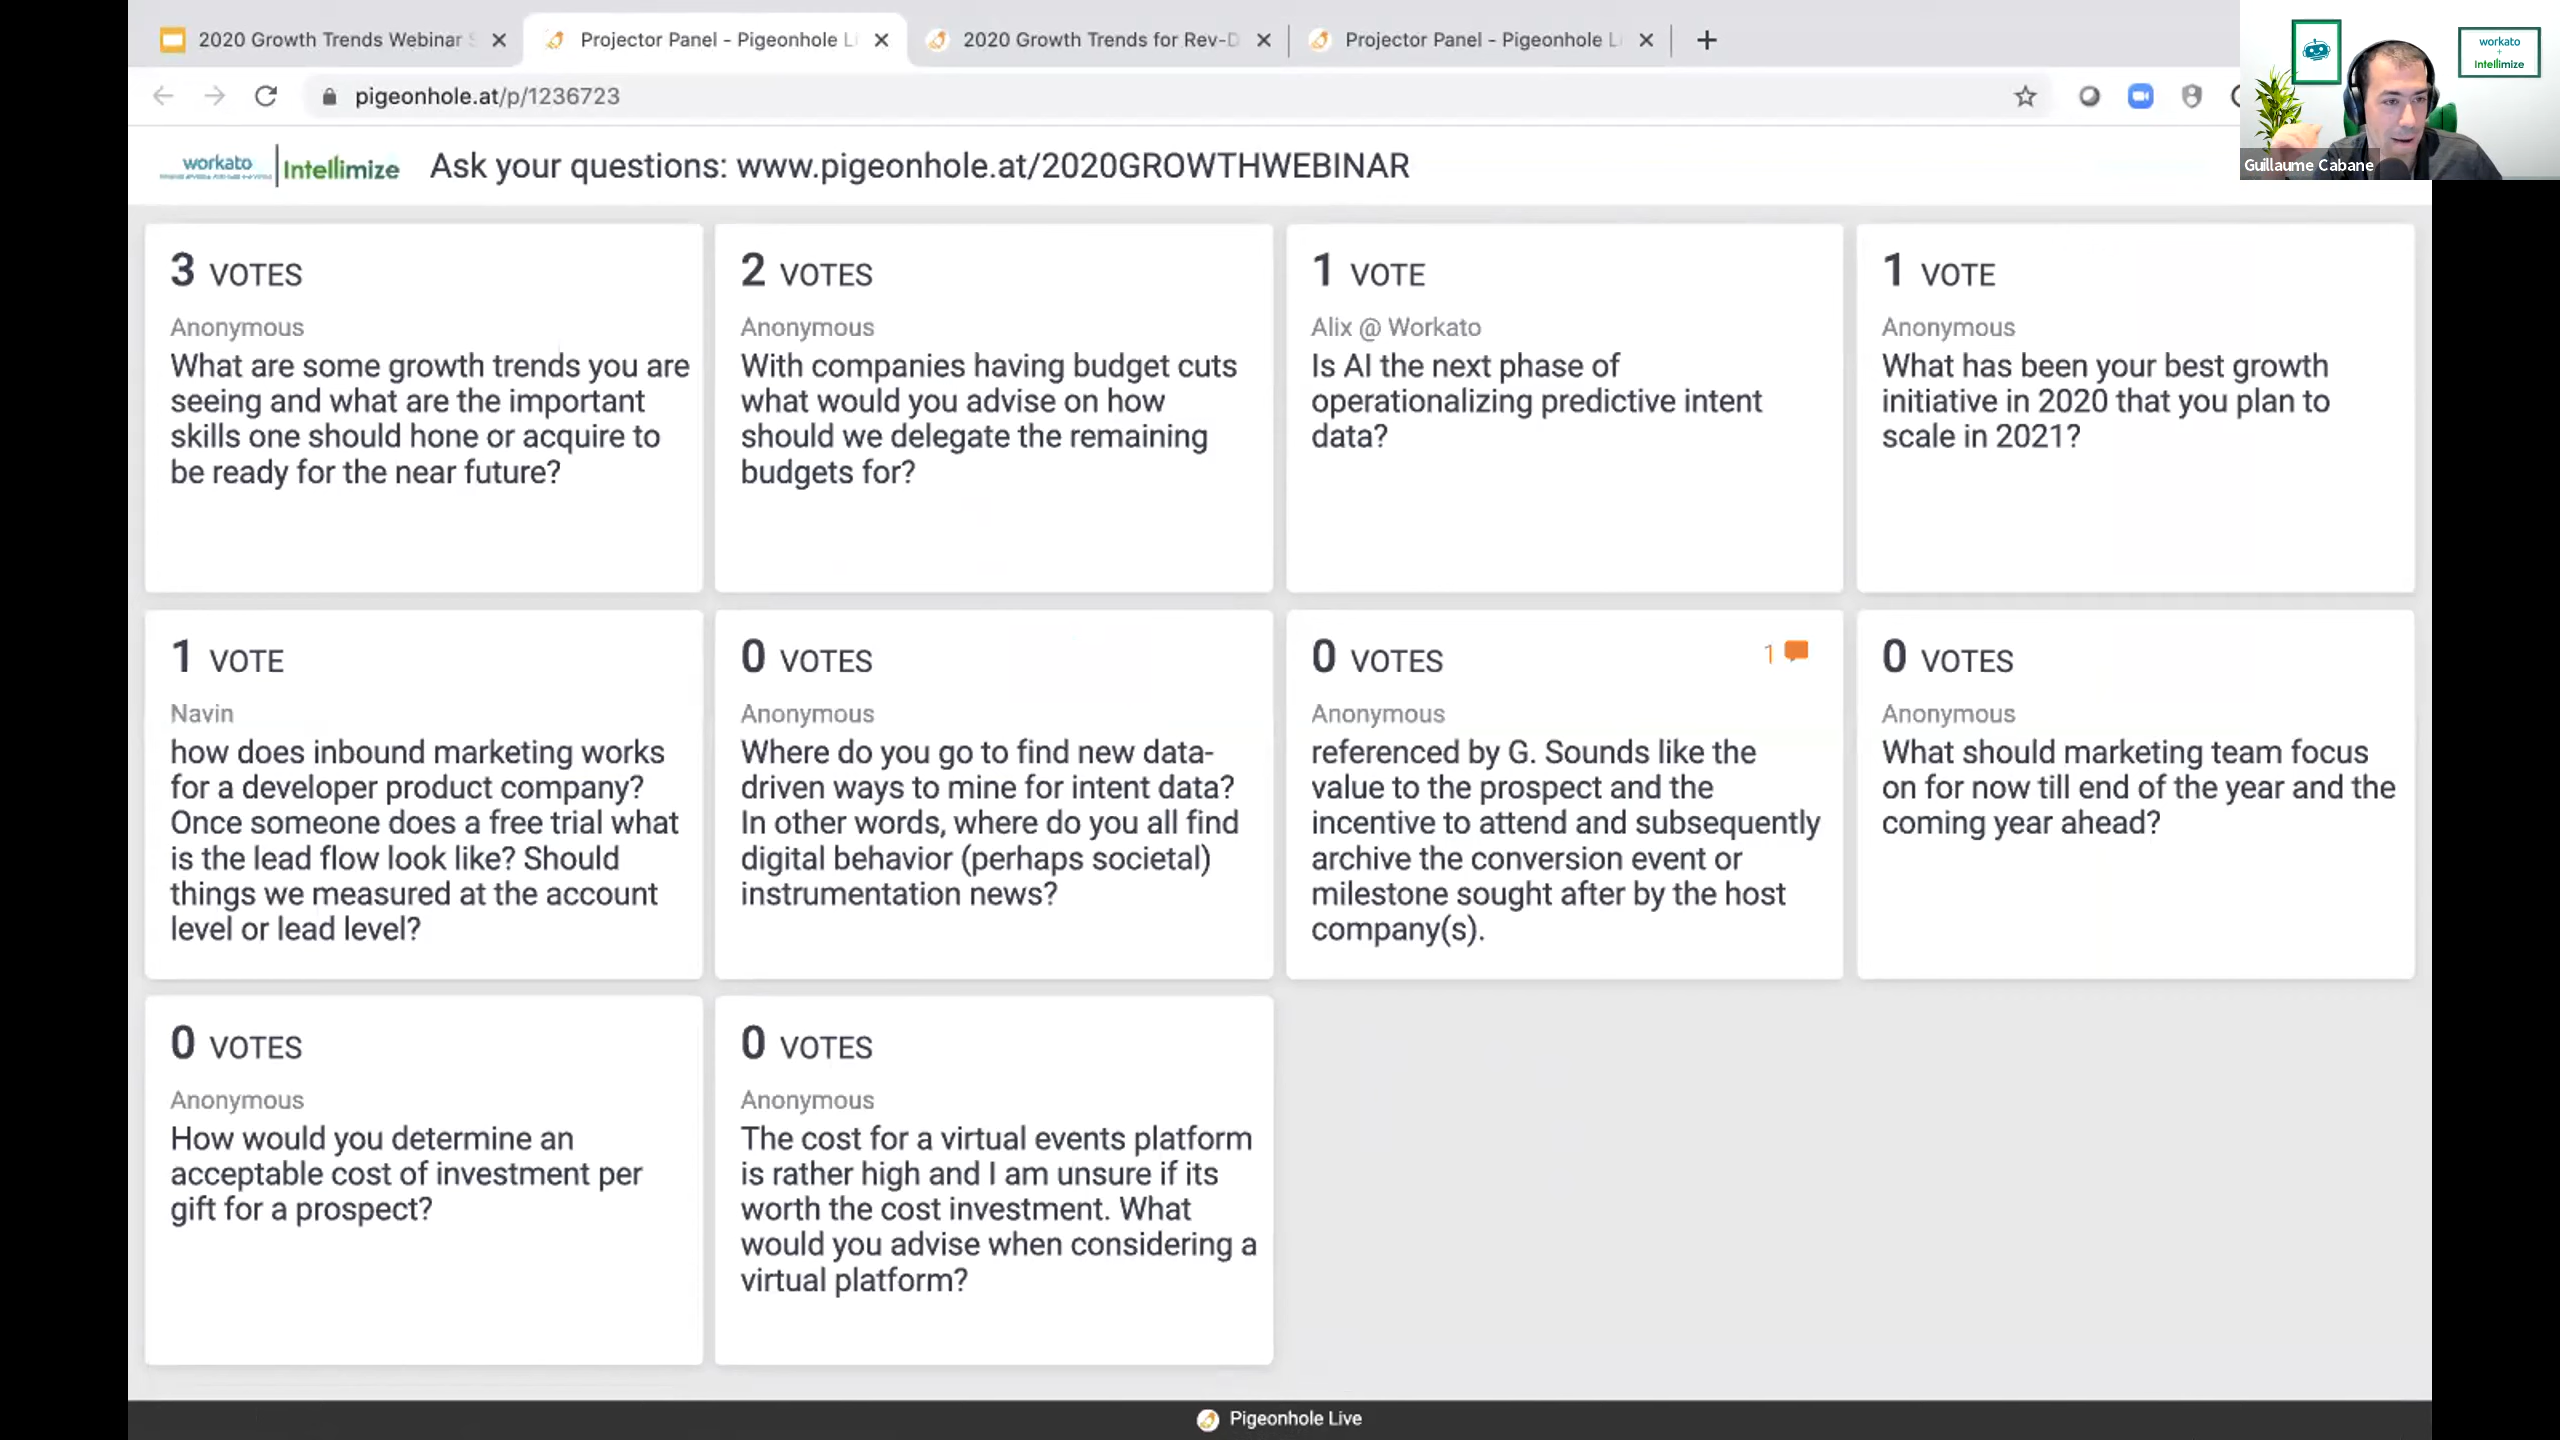 2020 Growth Trends Webinar S
Projector Panel - Pigeonhole Li
2020 Growth Trends for Rev-D
Projector Panel - Pigeonhole Li
pigeonhole.at/p/1236723
workato
+
Intellimize
Guillaume Cabane
workato
Intellimize
Ask your questions: www.pigeonhole.at/2020GROWTHWEBINAR
3 VOTES
Anonymous
What are some growth trends you are
seeing and what are the important
skills one should hone or acquire to
be ready for the near future?
2 VOTES
Anonymous
With companies having budget cuts
what would you advise on how
should we delegate the remaining
budgets for?
1 VOTE
Alix @ Workato
Is AI the next phase of
operationalizing predictive intent
data?
1 VOTE
Anonymous
What has been your best growth
initiative in 2020 that you plan to
scale in 2021?
1 VOTE
Navin
how does inbound marketing works
for a developer product company?
Once someone does a free trial what
is the lead flow look like? Should
things we measured at the account
level or lead level?
0 VOTES
Anonymous
Where do you go to find new data-
driven ways to mine for intent data?
In other words, where do you all find
digital behavior (perhaps societal)
instrumentation news?
0 VOTES
1
Anonymous
referenced by G. Sounds like the
value to the prospect and the
incentive to attend and subsequently
archive the conversion event or
milestone sought after by the host
company(s).
0 VOTES
Anonymous
What should marketing team focus
on for now till end of the year and the
coming year ahead?
0 VOTES
Anonymous
How would you determine an
acceptable cost of investment per
gift for a prospect?
0 VOTES
Anonymous
The cost for a virtual events platform
is rather high and I am unsure if its
worth the cost investment. What
would you advise when considering a
virtual platform?
Pigeonhole Live